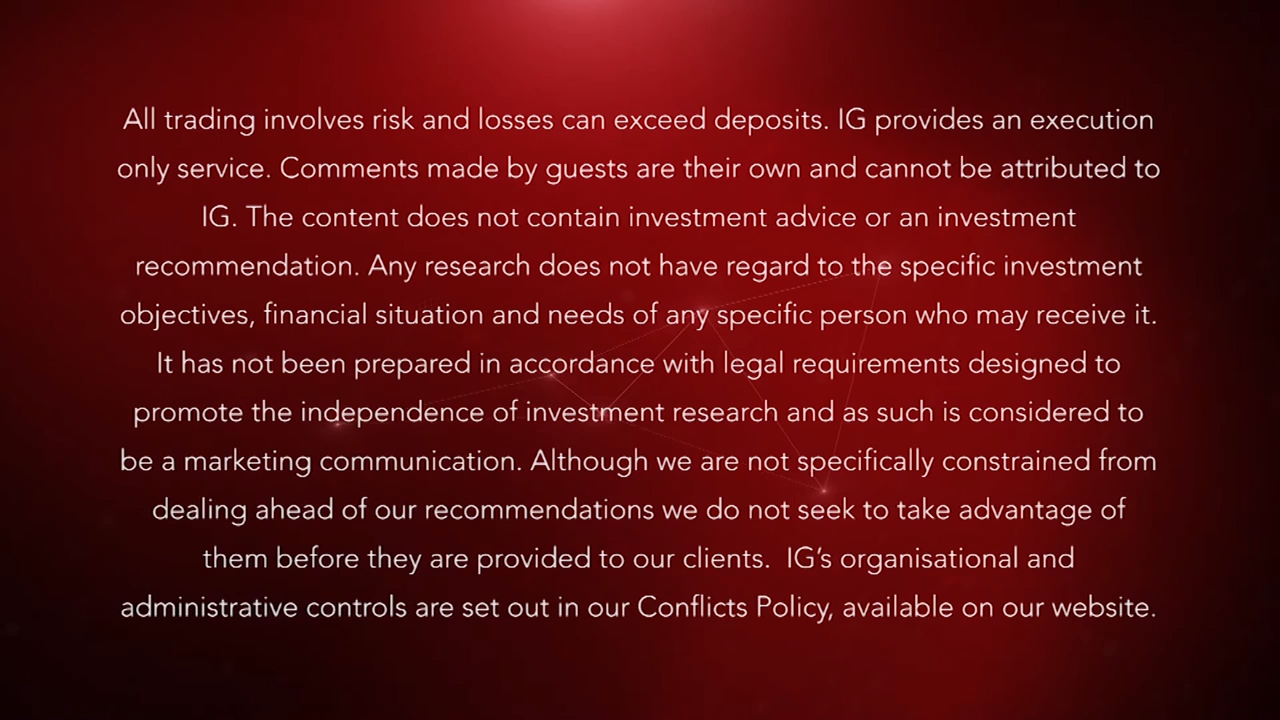 All trading involves risk and losses can exceed deposits. IG provides an execution
only service. Comments made by guests are their own and cannot be attributed to
IG. The content does not contain investment advice or an investment
recommendation. Any research does not have regard to the specific investment
objectives, financial situation and needs of any specific person who may receive it.
It has not been prepared in accordance with legal requirements designed to
promote the independence of investment research and as such is considered to
be a marketing communication. Although we are not specifically constrained from
dealing ahead of our recommendations we do not seek to take advantage of
them before they are provided to our clients.  IG’s organisational and
administrative controls are set out in our Conflicts Policy, available on our website.